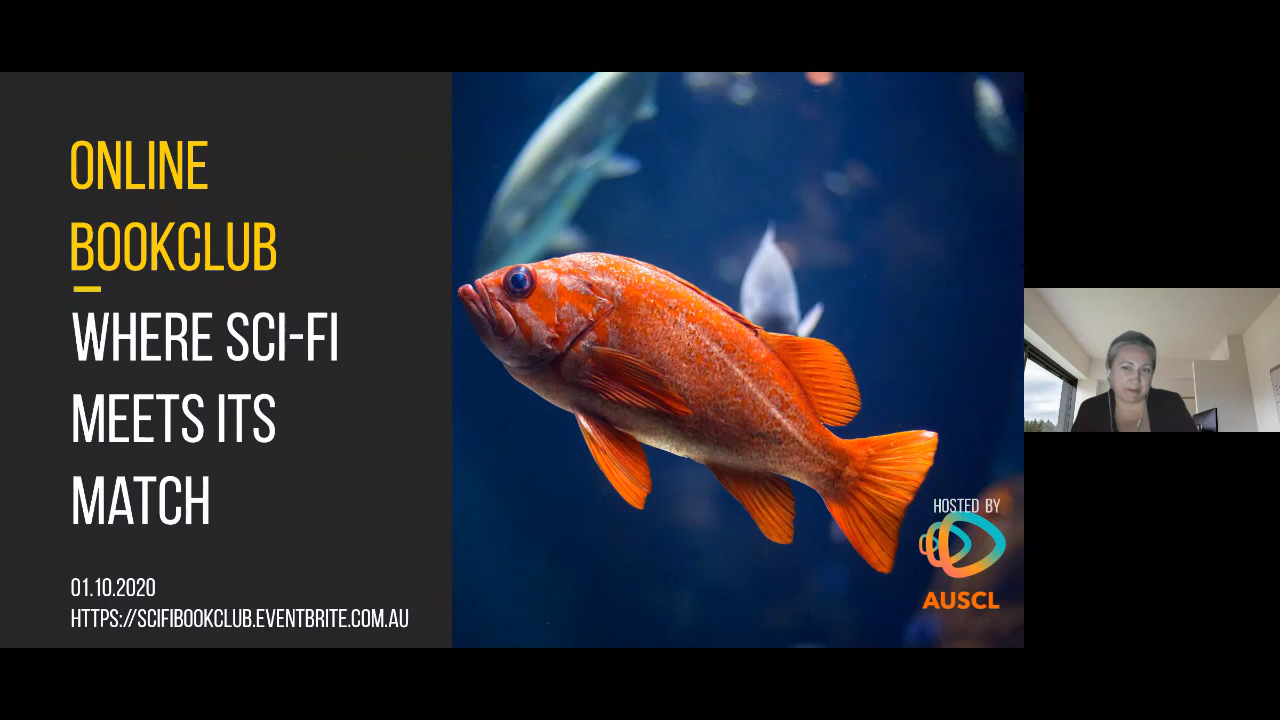 ONLINE
BOOKCLUB
WHERE SCI-FI
MEETS ITS
MATCH
01.10.2020
HTTPS://SCIFIBOOKCLUB.EVENTBRITE.COM.AU
HOSTED BY
AUSCL